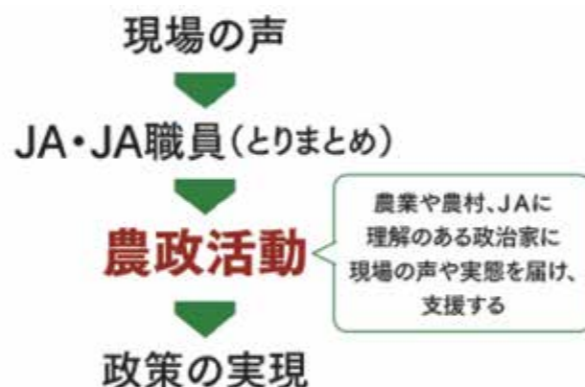 現場の声
JA・JA職員(とりまとめ)
農政活動
農業や農村、JAに
理解のある政治家に
現場の声や実態を届け、
支援する
政策の実現